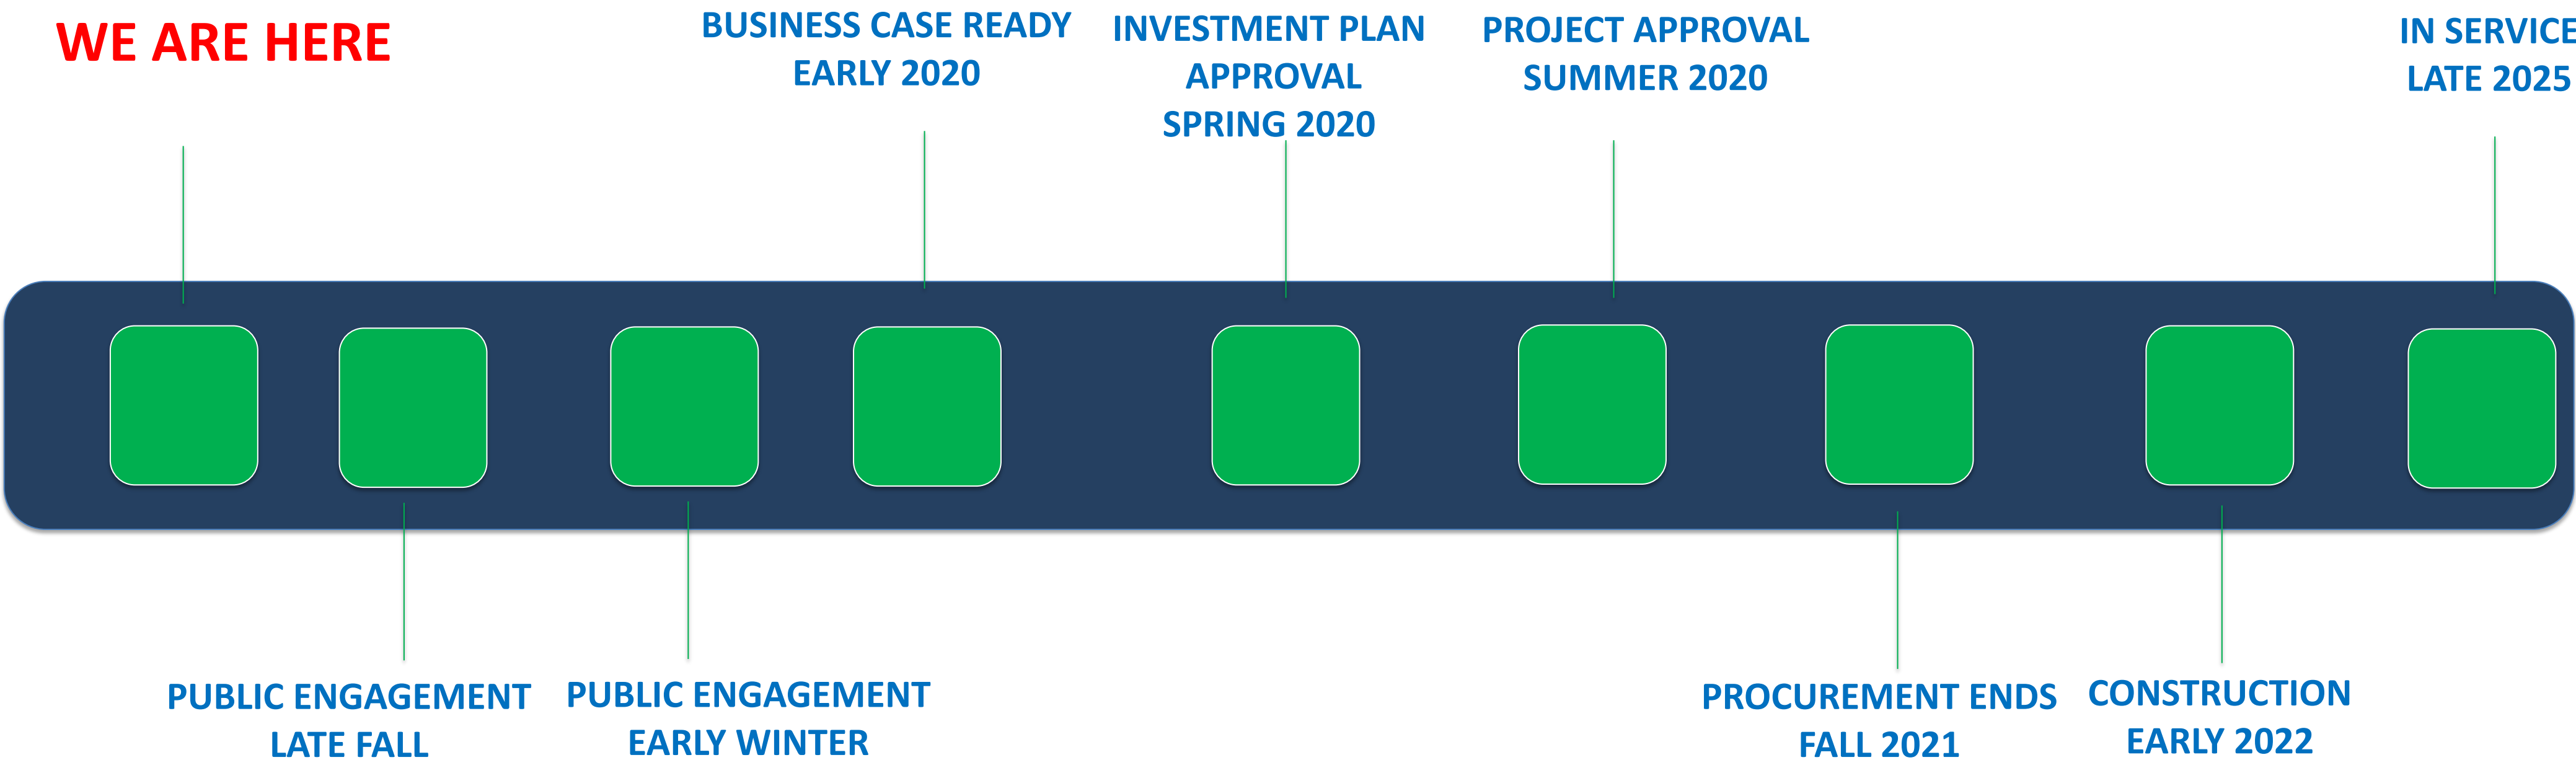 WE ARE HERE
BUSINESS CASE READY
EARLY 2020
INVESTMENT PLAN
APPROVAL
SPRING 2020
PROJECT APPROVAL
SUMMER 2020
IN SERVICE
LATE 2025
PUBLIC ENGAGEMENT
LATE FALL
PUBLIC ENGAGEMENT
EARLY WINTER
PROCUREMENT ENDS
FALL 2021
CONSTRUCTION
EARLY 2022